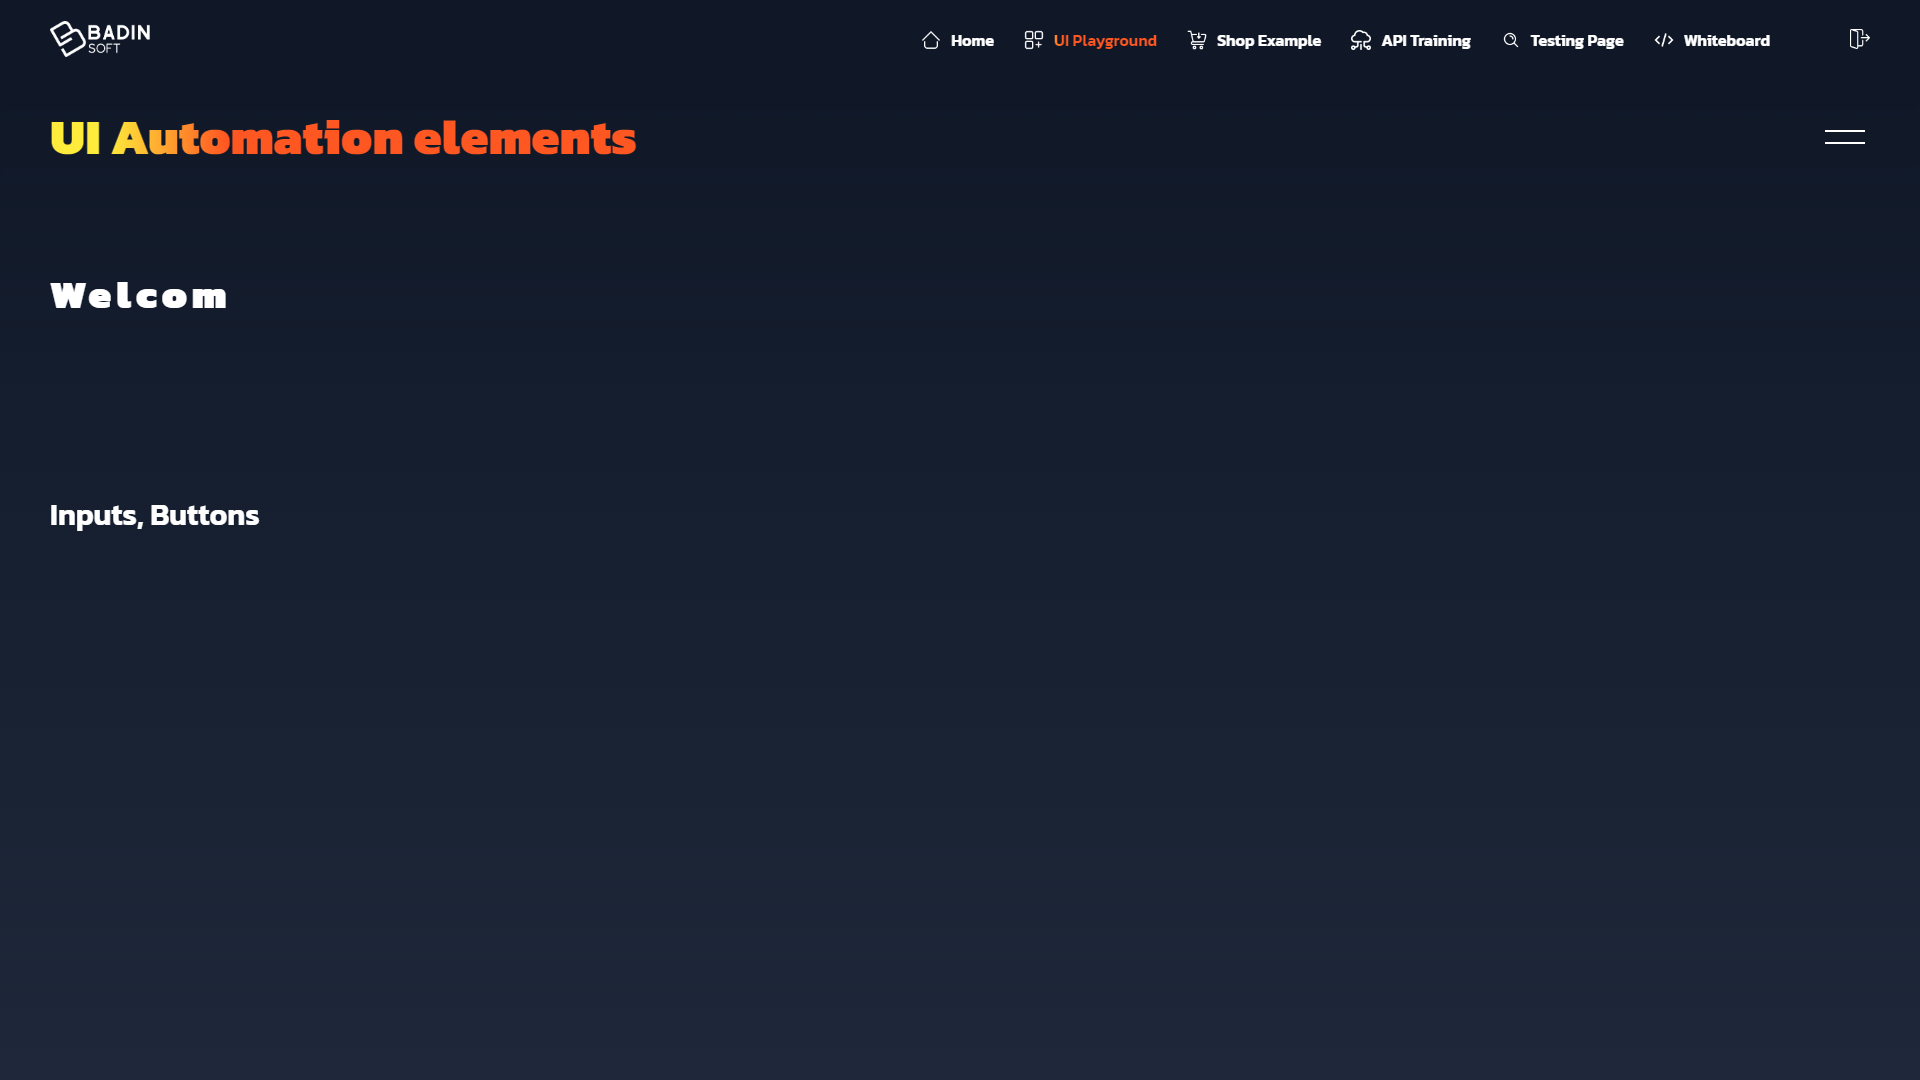 BADIN
SOFT
Home UI Playground Shop Example API Training Testing Page Whiteboard
UI Automation elements
Welcom
Inputs, Buttons